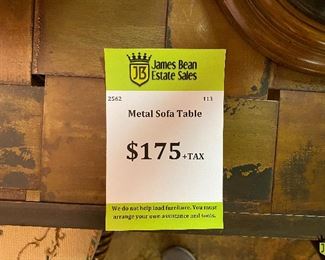 JB
James Bean
Estate Sales
2562 113
Metal Sofa Table
$175+TAX
We do not help load furniture. You must
arrange your own assistance and tools.